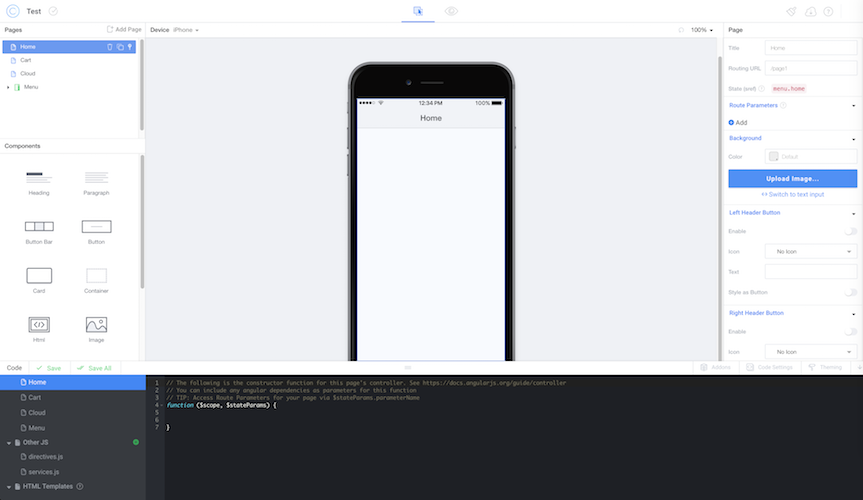 Test
Pages
Add Page
Home
Cart
Cloud
Menu
Components
Heading
Paragraph
Button Bar
Button
Card
Container
Html
Image
Device iPhone
100%
12:34 PM
100%
Home
Page
Title Home
Routing URL /page1
State (sref) menu.home
Route Parameters
Add
Background
Color Default
Upload Image...
Switch to text input
Left Header Button
Enable
Icon No Icon
Text
Style as Button
Right Header Button
Enable
Icon No Icon
Code Save Save All
Addons Code Settings Theming
Home
Cart
Cloud
Menu
Other JS
directives.js
services.js
HTML Templates
1 // The following is the constructor function for this page's controller. See https://docs.angularjs.org/guide/controller
2 // You can include any angular dependencies as parameters for this function
3 // TIP: Access Route Parameters for your page via $stateParams.parameterName
4 function ($scope, $stateParams) {
5
6
7 }